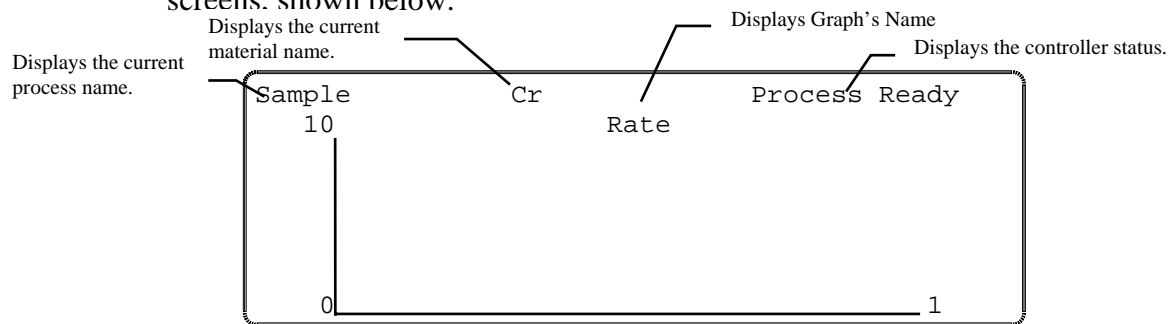 screens, shown below.
Displays the current
material name.
Displays Graph's Name
Displays the controller status.
Displays the current
process name.
Sample Cr Process Ready
10 Rate
0 1